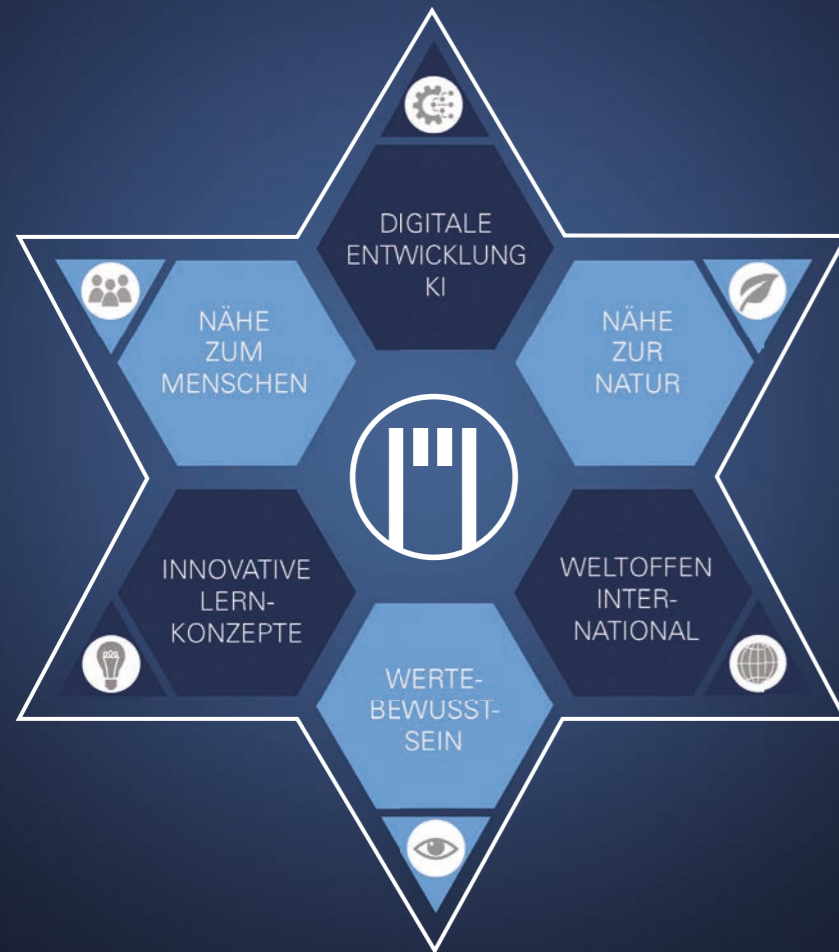 DIGITALE
ENTWICKLUNG
KI
NÄHE
ZUM
MENSCHEN
NÄHE
ZUR
NATUR
INNOVATIVE
LERN-
KONZEPTE
WELTOFFEN
INTER-
NATIONAL
WERTE-
BEWUSST-
SEIN